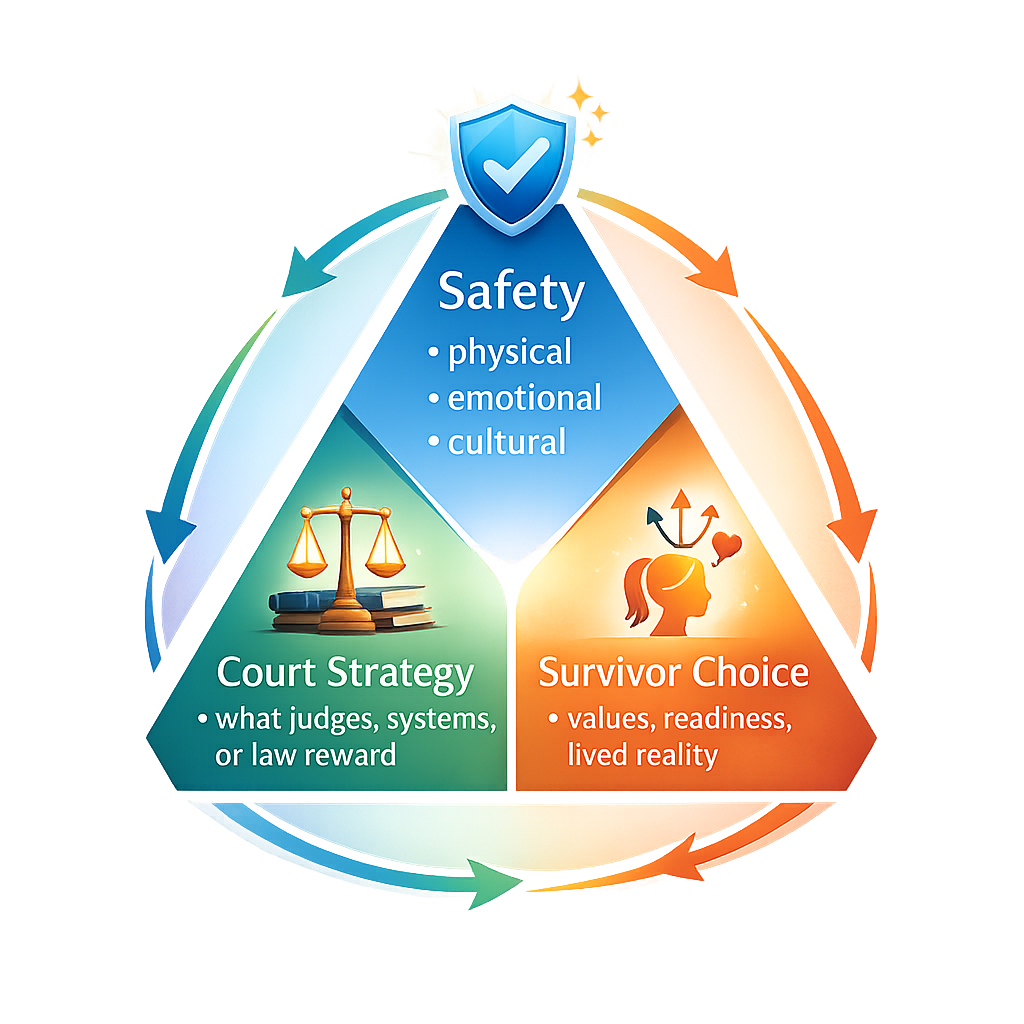 Safety
• physical
• emotional
• cultural
Court Strategy
• what judges, systems,
or law reward
Survivor Choice
• values, readiness,
lived reality